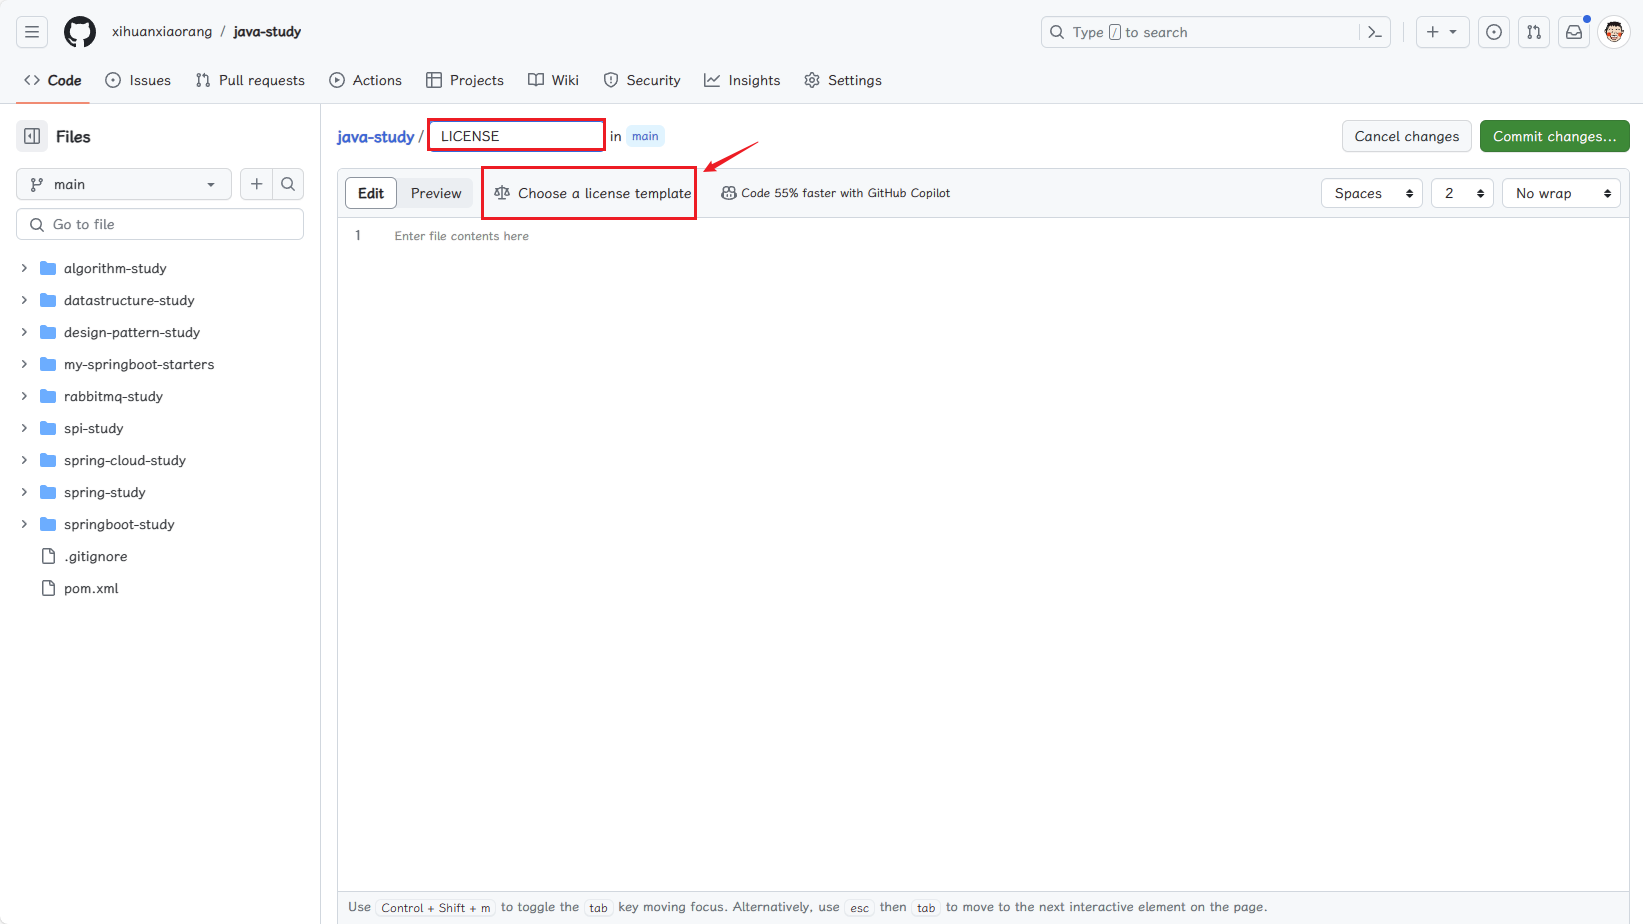 xihuanxiaorang / java-study
Type / to search
Code Issues Pull requests Actions Projects Wiki Security Insights Settings
Files
main
Go to file
algorithm-study
datastructure-study
design-pattern-study
my-springboot-starters
rabbitmq-study
spi-study
spring-cloud-study
spring-study
springboot-study
.gitignore
pom.xml
java-study / LICENSE in main
Cancel changes Commit changes...
Edit Preview Choose a license template Code 55% faster with GitHub Copilot Spaces 2 No wrap
1 Enter file contents here
Use Control + Shift + m to toggle the tab key moving focus. Alternatively, use esc then tab to move to the next interactive element on the page.